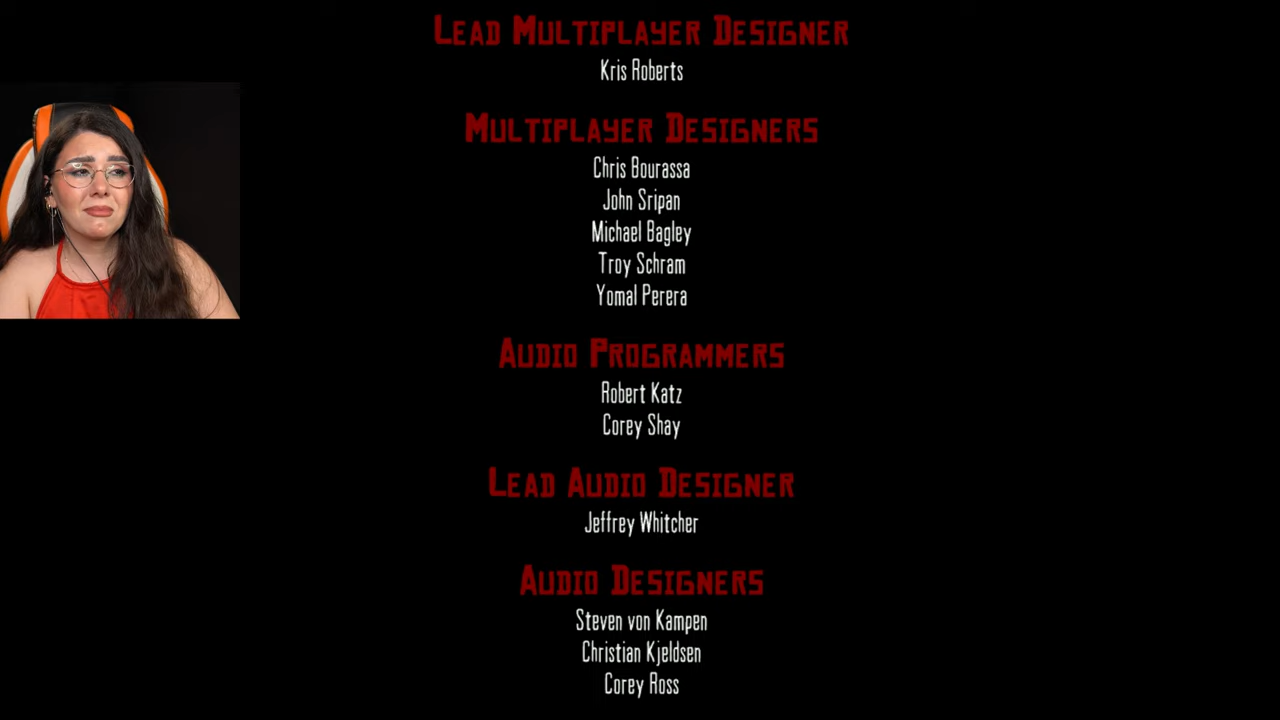 Lead Multiplayer Designer
Kris Roberts
Multiplayer Designers
Chris Bourassa
John Sripan
Michael Bagley
Troy Schram
Yomal Perera
Audio Programmers
Robert Katz
Corey Shay
Lead Audio Designer
Jeffrey Whitcher
Audio Designers
Steven von Kampen
Christian Kjeldsen
Corey Ross